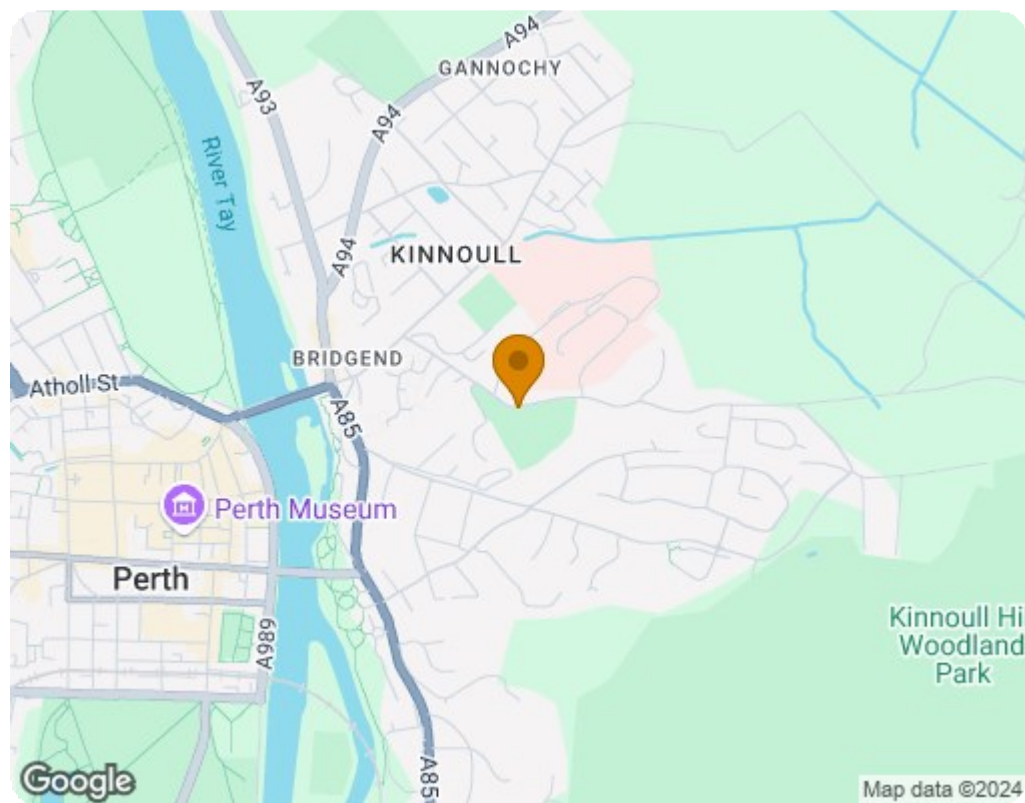 A94
GANNOCHY
A93
A94
River Tay
A94
KINNOULL
BRIDGEND
Atholl St
A85
Perth Museum
Perth
A989
Kinnoull Hi
Woodland
Park
A85
Google
Map data ©2024